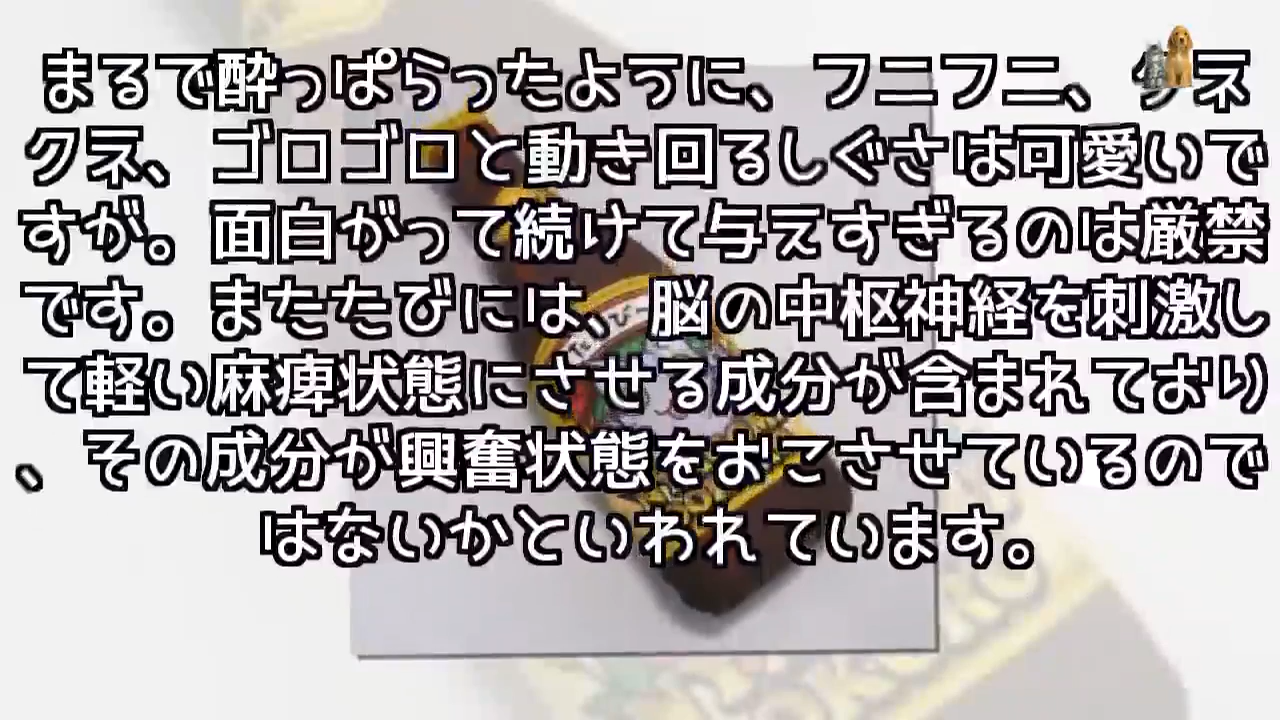 まるで酔っぱらったように、フニフニ、クネ
クネ、ゴロゴロと動き回るしぐさは可愛いで
すが。面白がって続けて与えすぎるのは厳禁
です。またたびには、脳の中枢神経を刺激し
て軽い麻痺状態にさせる成分が含まれており
、その成分が興奮状態をおこさせているので
はないかといわれています。